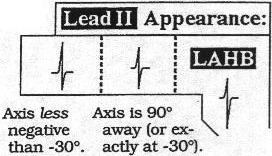 Lead II Appearance:
LAHB
Axis less
negative
than -30°.
Axis is 90°
away (or ex-
actly at -30°).